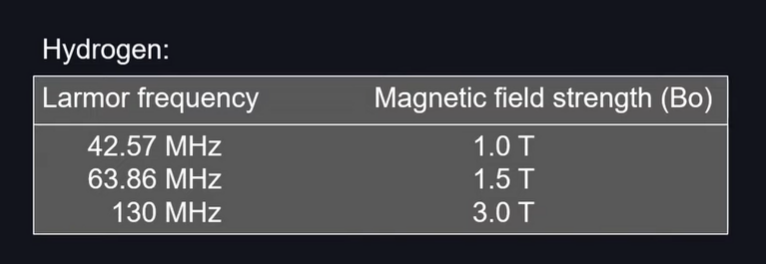 Hydrogen:
Larmor frequency Magnetic field strength (Bo)
42.57 MHz 1.0 T
63.86 MHz 1.5 T
130 MHz 3.0 T